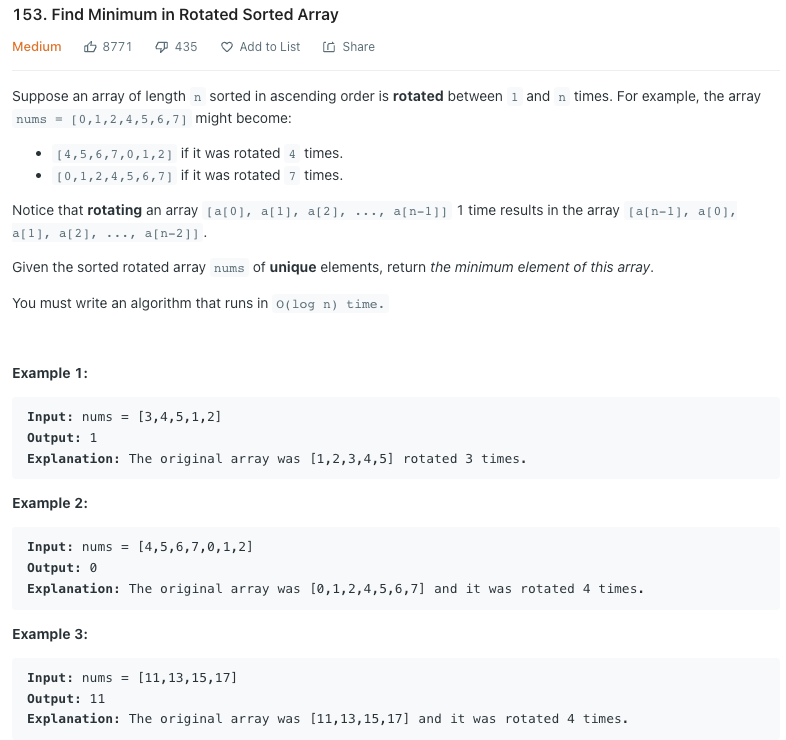 153. Find Minimum in Rotated Sorted Array
Medium 8771 435 Add to List Share
Suppose an array of length n sorted in ascending order is rotated between 1 and n times. For example, the array
nums = [0,1,2,4,5,6,7] might become:
• [4,5,6,7,0,1,2] if it was rotated 4 times.
• [0,1,2,4,5,6,7] if it was rotated 7 times.
Notice that rotating an array [a[0], a[1], a[2], ..., a[n-1]] 1 time results in the array [a[n-1], a[0],
a[1], a[2], ..., a[n-2]].
Given the sorted rotated array nums of unique elements, return the minimum element of this array.
You must write an algorithm that runs in O(log n) time.
Example 1:
Input: nums = [3,4,5,1,2]
Output: 1
Explanation: The original array was [1,2,3,4,5] rotated 3 times.
Example 2:
Input: nums = [4,5,6,7,0,1,2]
Output: 0
Explanation: The original array was [0,1,2,4,5,6,7] and it was rotated 4 times.
Example 3:
Input: nums = [11,13,15,17]
Output: 11
Explanation: The original array was [11,13,15,17] and it was rotated 4 times.